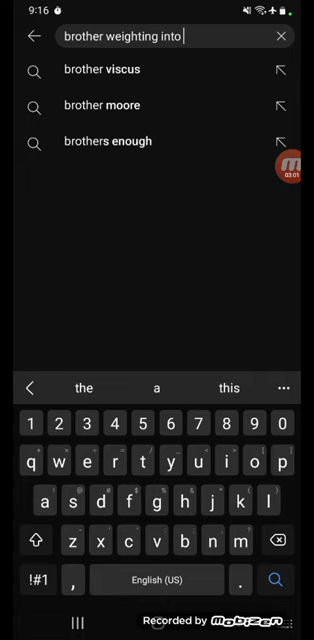 9:16
brother weighting into
brother viscus
brother moore
brothers enough
03:01
the a this
1 2 3 4 5 6 7 8 9 0
q w e r t y u i o p
a s d f g h j k l
z x c v b n m
!#1 , English (US) .
Recorded by mobizen